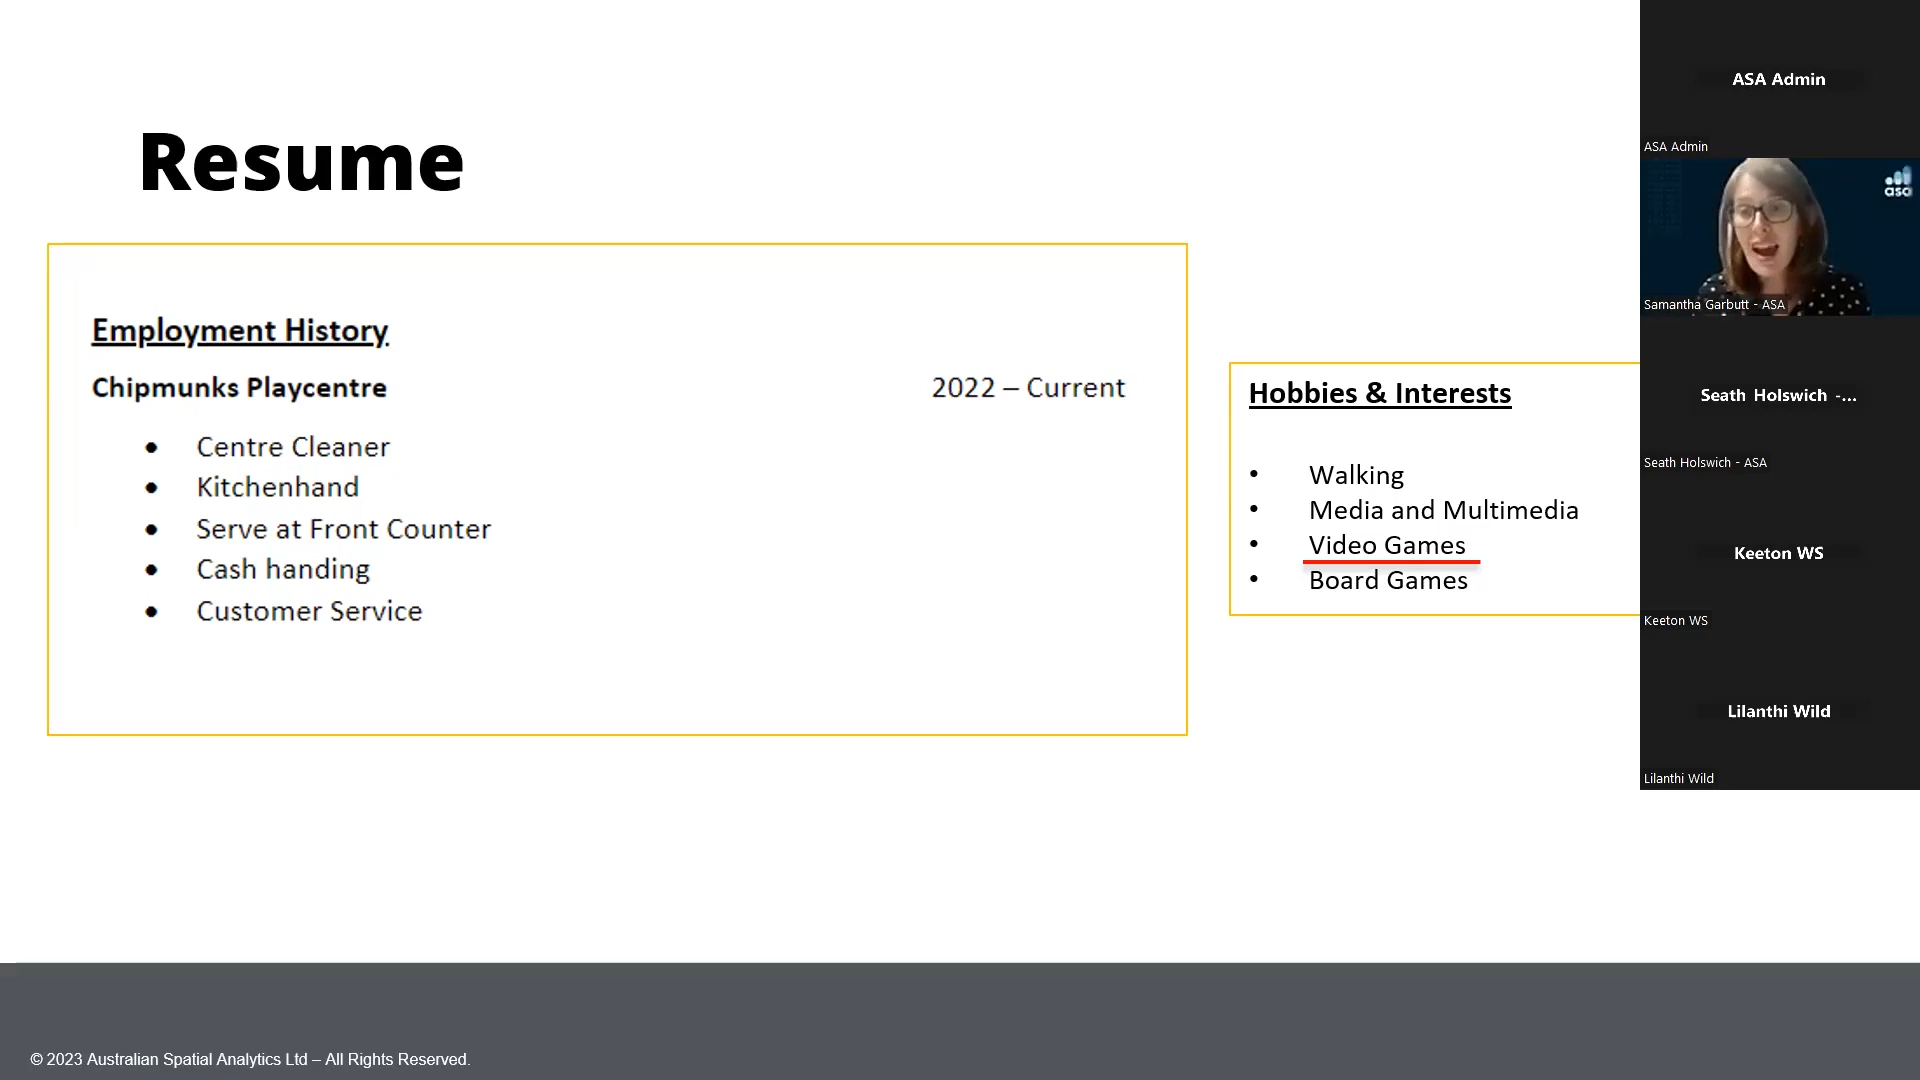 Resume
Employment History
Chipmunks Playcentre 2022 – Current
• Centre Cleaner
• Kitchenhand
• Serve at Front Counter
• Cash handing
• Customer Service
Hobbies & Interests
• Walking
• Media and Multimedia
• Video Games
• Board Games
© 2023 Australian Spatial Analytics Ltd – All Rights Reserved.
ASA Admin
ASA Admin
asa
Samantha Garbutt - ASA
Seath Holswich -...
Seath Holswich - ASA
Keeton WS
Keeton WS
Lilanthi Wild
Lilanthi Wild